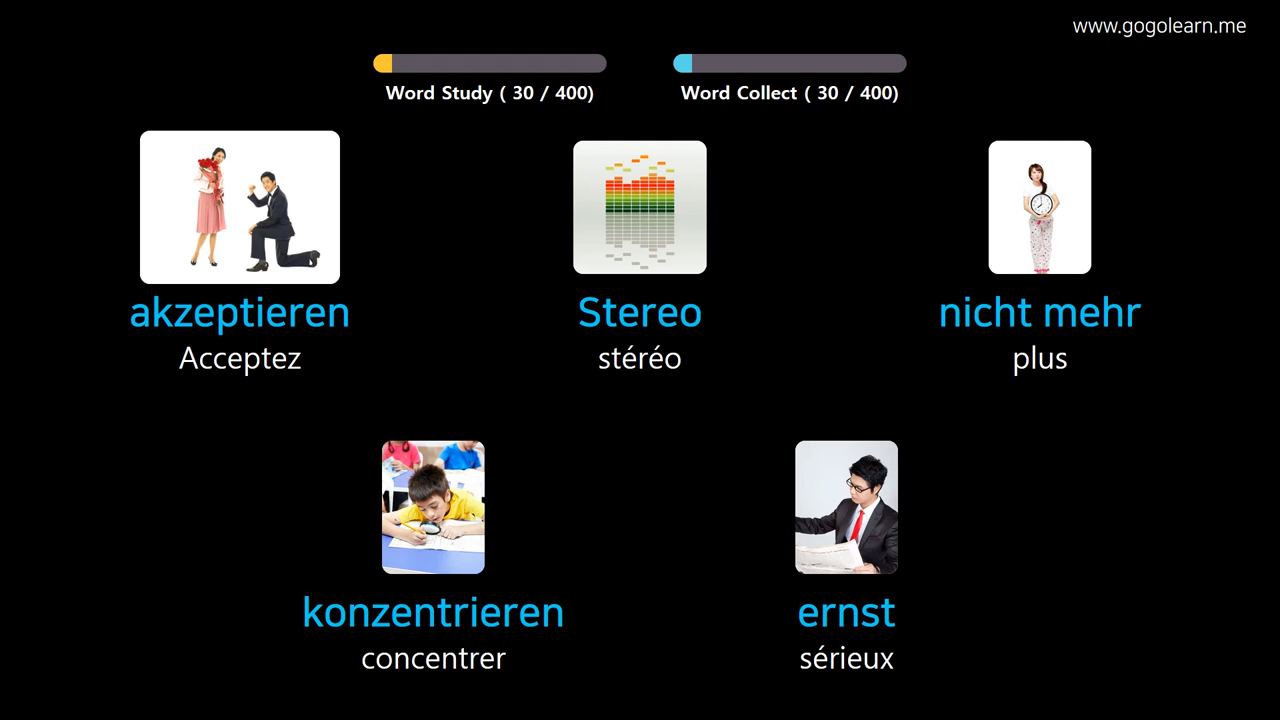 www.gogolearn.me
Word Study ( 30 / 400)
Word Collect ( 30 / 400)
akzeptieren
Acceptez
Stereo
stéréo
nicht mehr
plus
konzentrieren
concentrer
ernst
sérieux